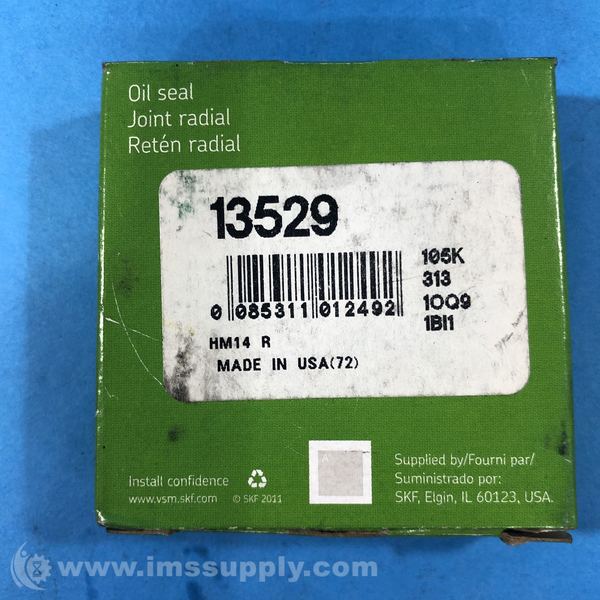 Oil seal
Joint radial
Retén radial
13529
105K
313
10Q9
1BI1
0 085311 012492
HM14 R
MADE IN USA(72)
A
Install confidence
www.vsm.skf.com © SKF 2011
Supplied by/Fourni par/
Suministrado por:
SKF, Elgin, IL 60123, USA.
www.imssupply.com